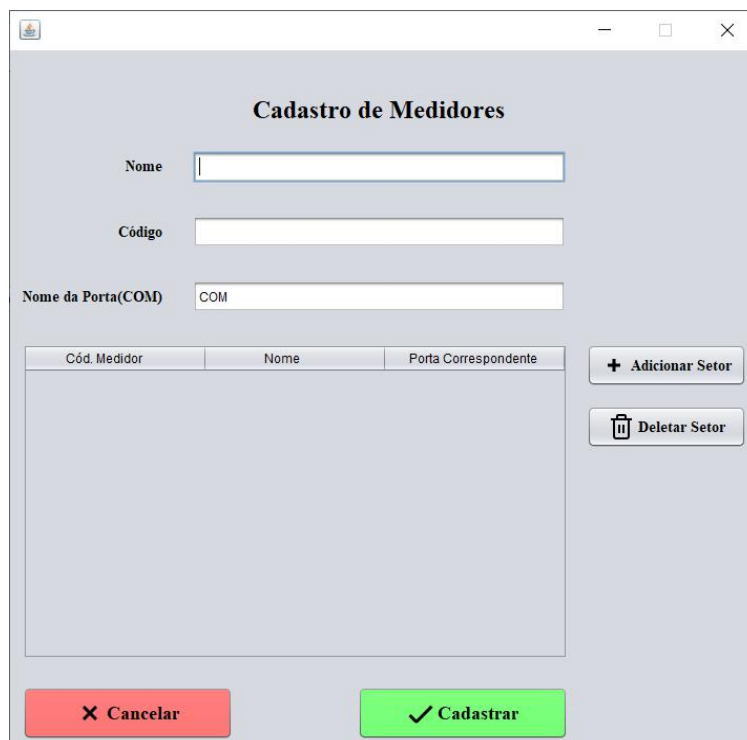 Cadastro de Medidores
Nome
Código
Nome da Porta(COM) COM
Cód. Medidor Nome Porta Correspondente
Adicionar Setor
Deletar Setor
Cancelar Cadastrar